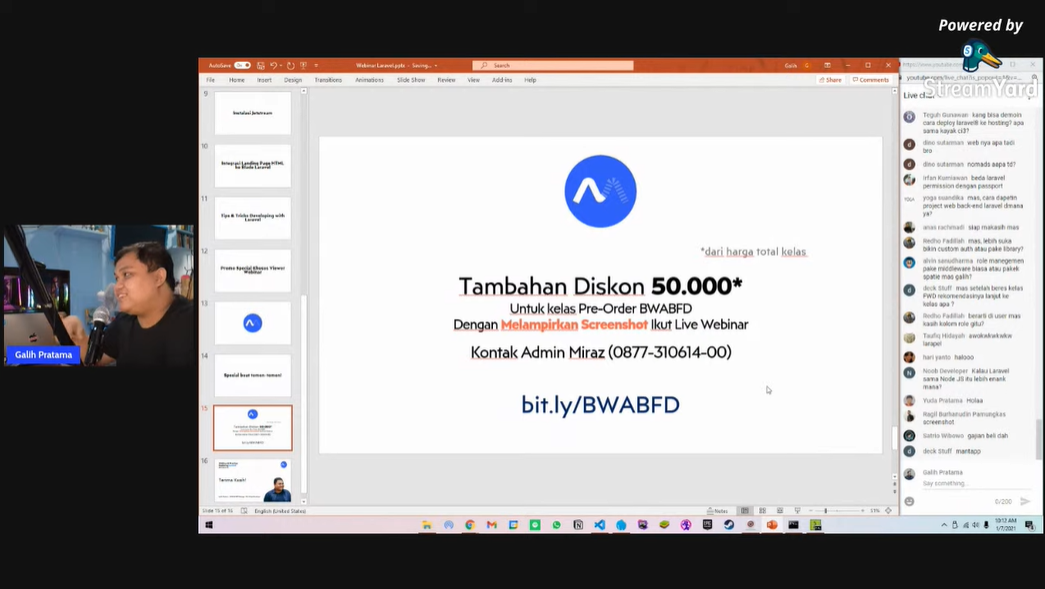 Powered by
StreamYard
AutoSave
On
Webinar Laravel.pptx - Saving...
Search
Galih
File
Home
Insert
Design
Transitions
Animations
Slide Show
Review
View
Add-ins
Help
Share
Comments
9
Instalasi Jetstream
10
Integrasi Landing Page HTML
ke Blade Laravel
11
Tips & Tricks Developing with
Laravel
12
Promo Special Khusus Viewer
Webinar
13
14
Spesial buat teman-teman!
15
16
Terima Kasih!
*dari harga total kelas
Tambahan Diskon 50.000*
Untuk kelas Pre-Order BWABFD
Dengan Melampirkan Screenshot Ikut Live Webinar
Kontak Admin Miraz (0877-310614-00)
bit.ly/BWABFD
Galih Pratama
Live chat
Teguh Gunawan kang bisa demoin
cara deploy laravel8 ke hosting? apa
sama kayak ci3?
dino sutarman web nya apa tadi
bro
dino sutarman nomads apa td?
Irfan Kurniawan beda laravel
permission dengan passport
yoga suandika mas, cara dapetin
project web back-end laravel dimana
ya?
anas rachmadi siap makasih mas
Redho Fadillah mas, lebih suka
bikin custom auth atau pake library?
alvin sanudharma role managemen
pake middleware biasa atau pakek
spatie mas galih?
deck Stuff mas setelah beres kelas
FWD rekomendasinya lanjut ke
kelas apa ?
Redho Fadillah berarti di user mas
kasih kolom role gitu?
Taufiq Hidayah awokwkwkwkw
larapel
hari yanto halooo
Noob Developer Kalau Laravel
sama Node JS itu lebih enank
mana?
Yuda Pratama Holaa
Ragil Burhanudin Pamungkas
screenshot
Satrio Wibowo gapan beli dah
deck Stuff mantapp
Galih Pratama
Say something...
0/200
Slide 15 of 16
English (United States)
Notes
10:12 AM
1/7/2021